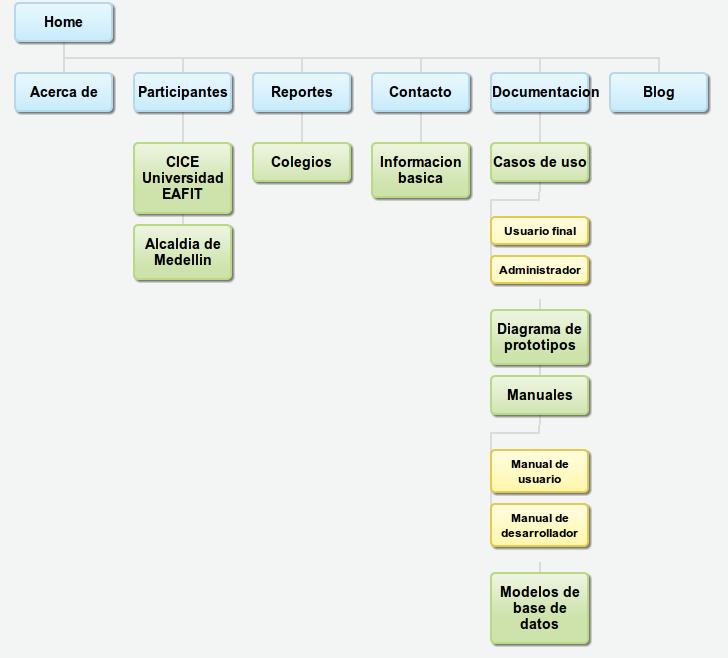 Home
Acerca de
Participantes
Reportes
Contacto
Documentacion
Blog
CICE
Universidad
EAFIT
Alcaldia de
Medellin
Colegios
Informacion
basica
Casos de uso
Usuario final
Administrador
Diagrama de
prototipos
Manuales
Manual de
usuario
Manual de
desarrollador
Modelos de
base de
datos